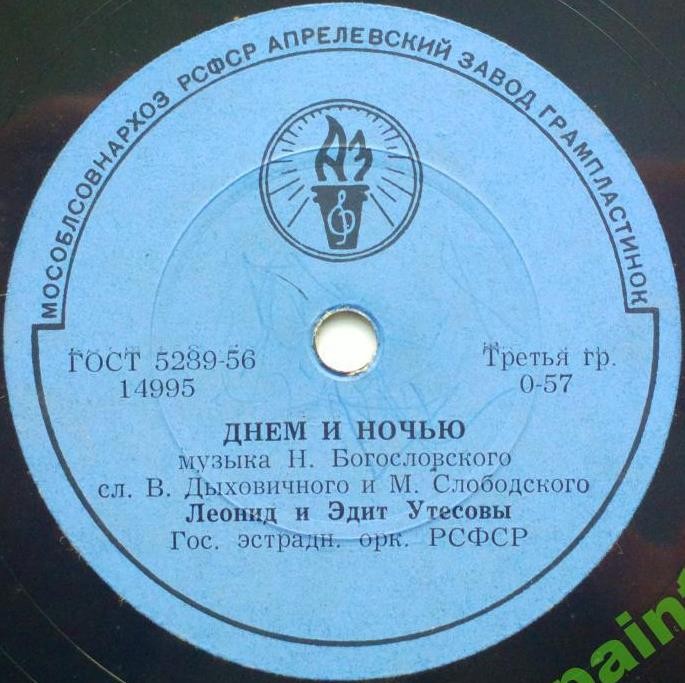 МОСОБЛСОВНАРХОЗ РСФСР АПРЕЛЕВСКИЙ ЗАВОД ГРАМПЛАСТИНОК
АЗ
ГОСТ 5289-56
14995
Третья гр.
0-57
ДНЕМ И НОЧЬЮ
музыка Н. Богословского
сл. В. Дыховичного и М. Слободского
Леонид и Эдит Утесовы
Гос. эстрадн. орк. РСФСР